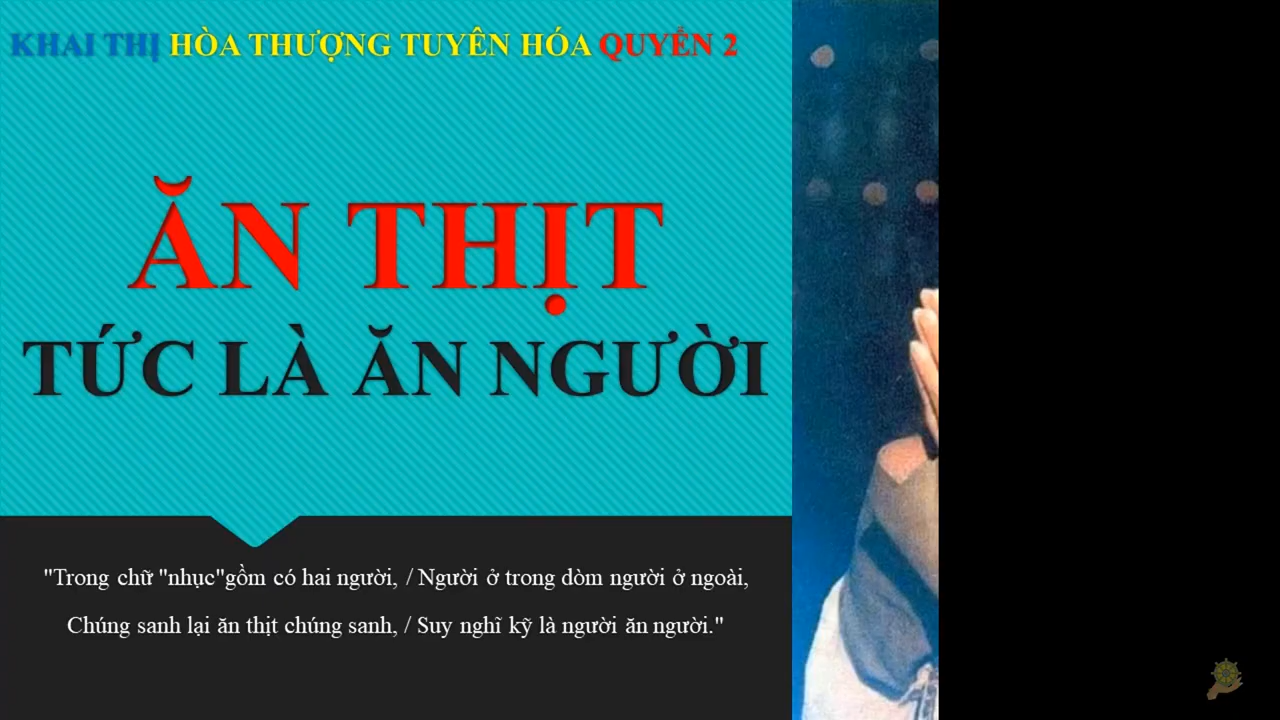 KHAI THỊ HÒA THƯỢNG TUYÊN HÓA QUYỂN 2
ĂN THỊT
TỨC LÀ ĂN NGƯỜI
"Trong chữ "nhục"gồm có hai người, / Người ở trong dòm người ở ngoài,
Chúng sanh lại ăn thịt chúng sanh, / Suy nghĩ kỹ là người ăn người."